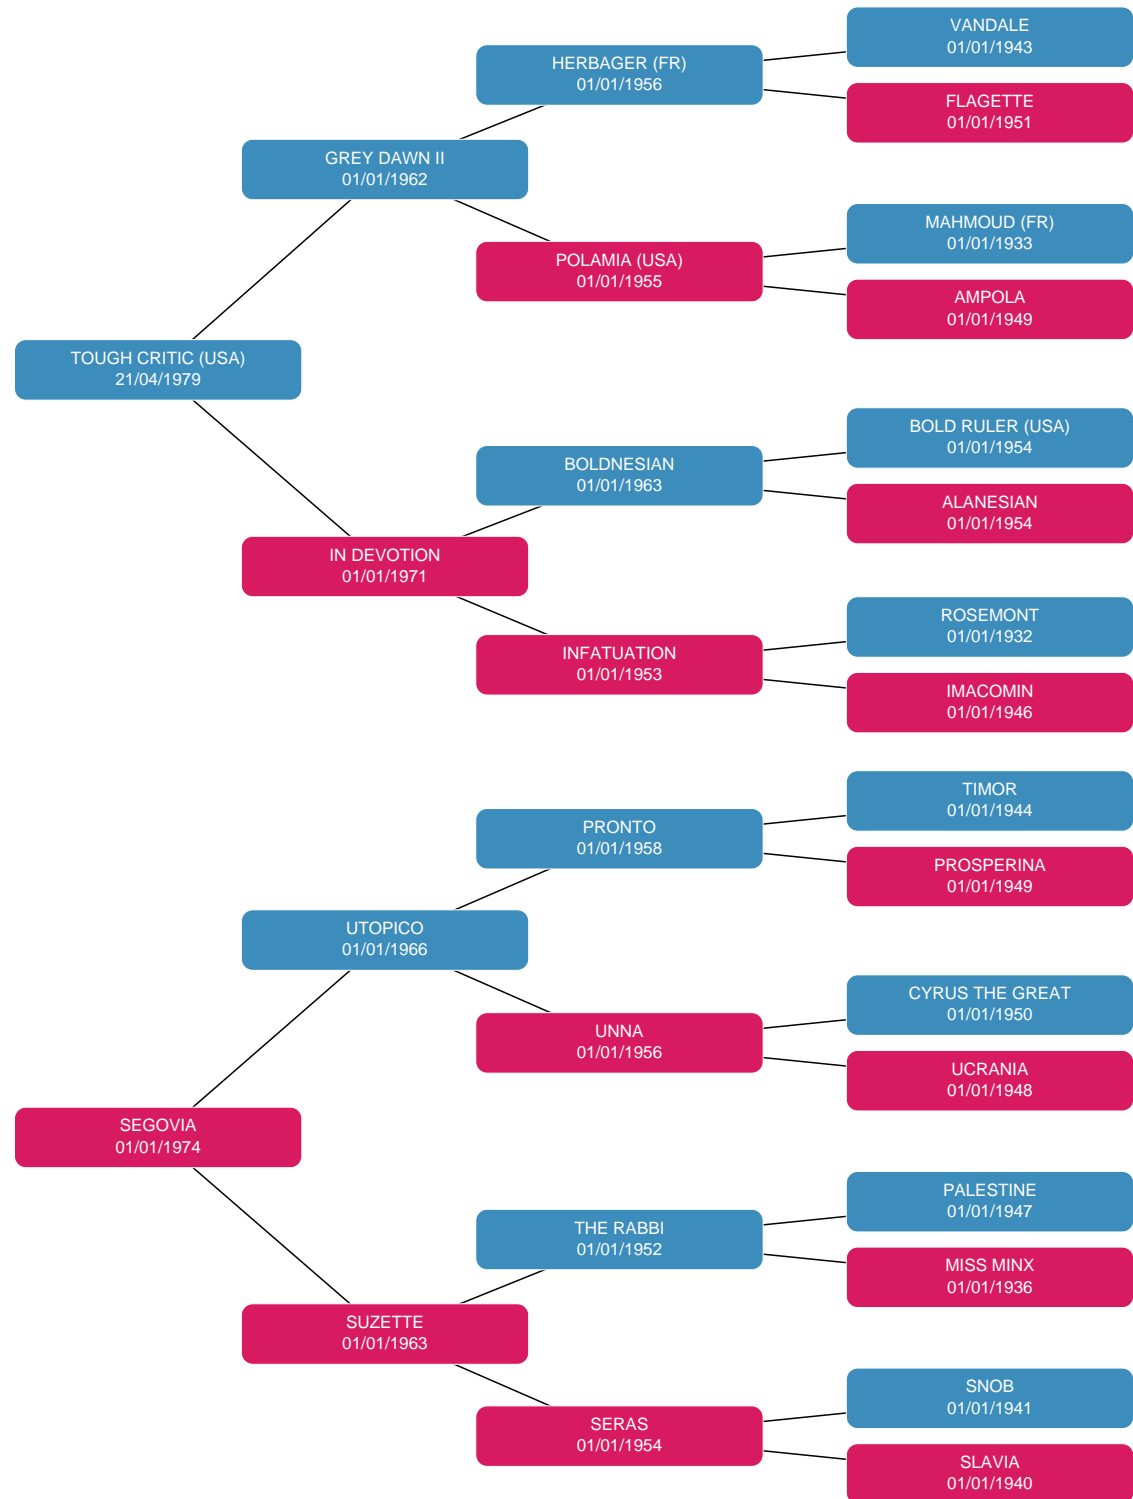 VANDALE
01/01/1943
HERBAGER (FR)
01/01/1956
FLAGETTE
01/01/1951
GREY DAWN II
01/01/1962
MAHMOUD (FR)
01/01/1933
POLAMIA (USA)
01/01/1955
AMPOLA
01/01/1949
TOUGH CRITIC (USA)
21/04/1979
BOLD RULER (USA)
01/01/1954
BOLDNESIAN
01/01/1963
ALANESIAN
01/01/1954
IN DEVOTION
01/01/1971
ROSEMONT
01/01/1932
INFATUATION
01/01/1953
IMACOMIN
01/01/1946
TIMOR
01/01/1944
PRONTO
01/01/1958
PROSPERINA
01/01/1949
UTOPICO
01/01/1966
CYRUS THE GREAT
01/01/1950
UNNA
01/01/1956
UCRANIA
01/01/1948
SEGOVIA
01/01/1974
PALESTINE
01/01/1947
THE RABBI
01/01/1952
MISS MINX
01/01/1936
SUZETTE
01/01/1963
SNOB
01/01/1941
SERAS
01/01/1954
SLAVIA
01/01/1940